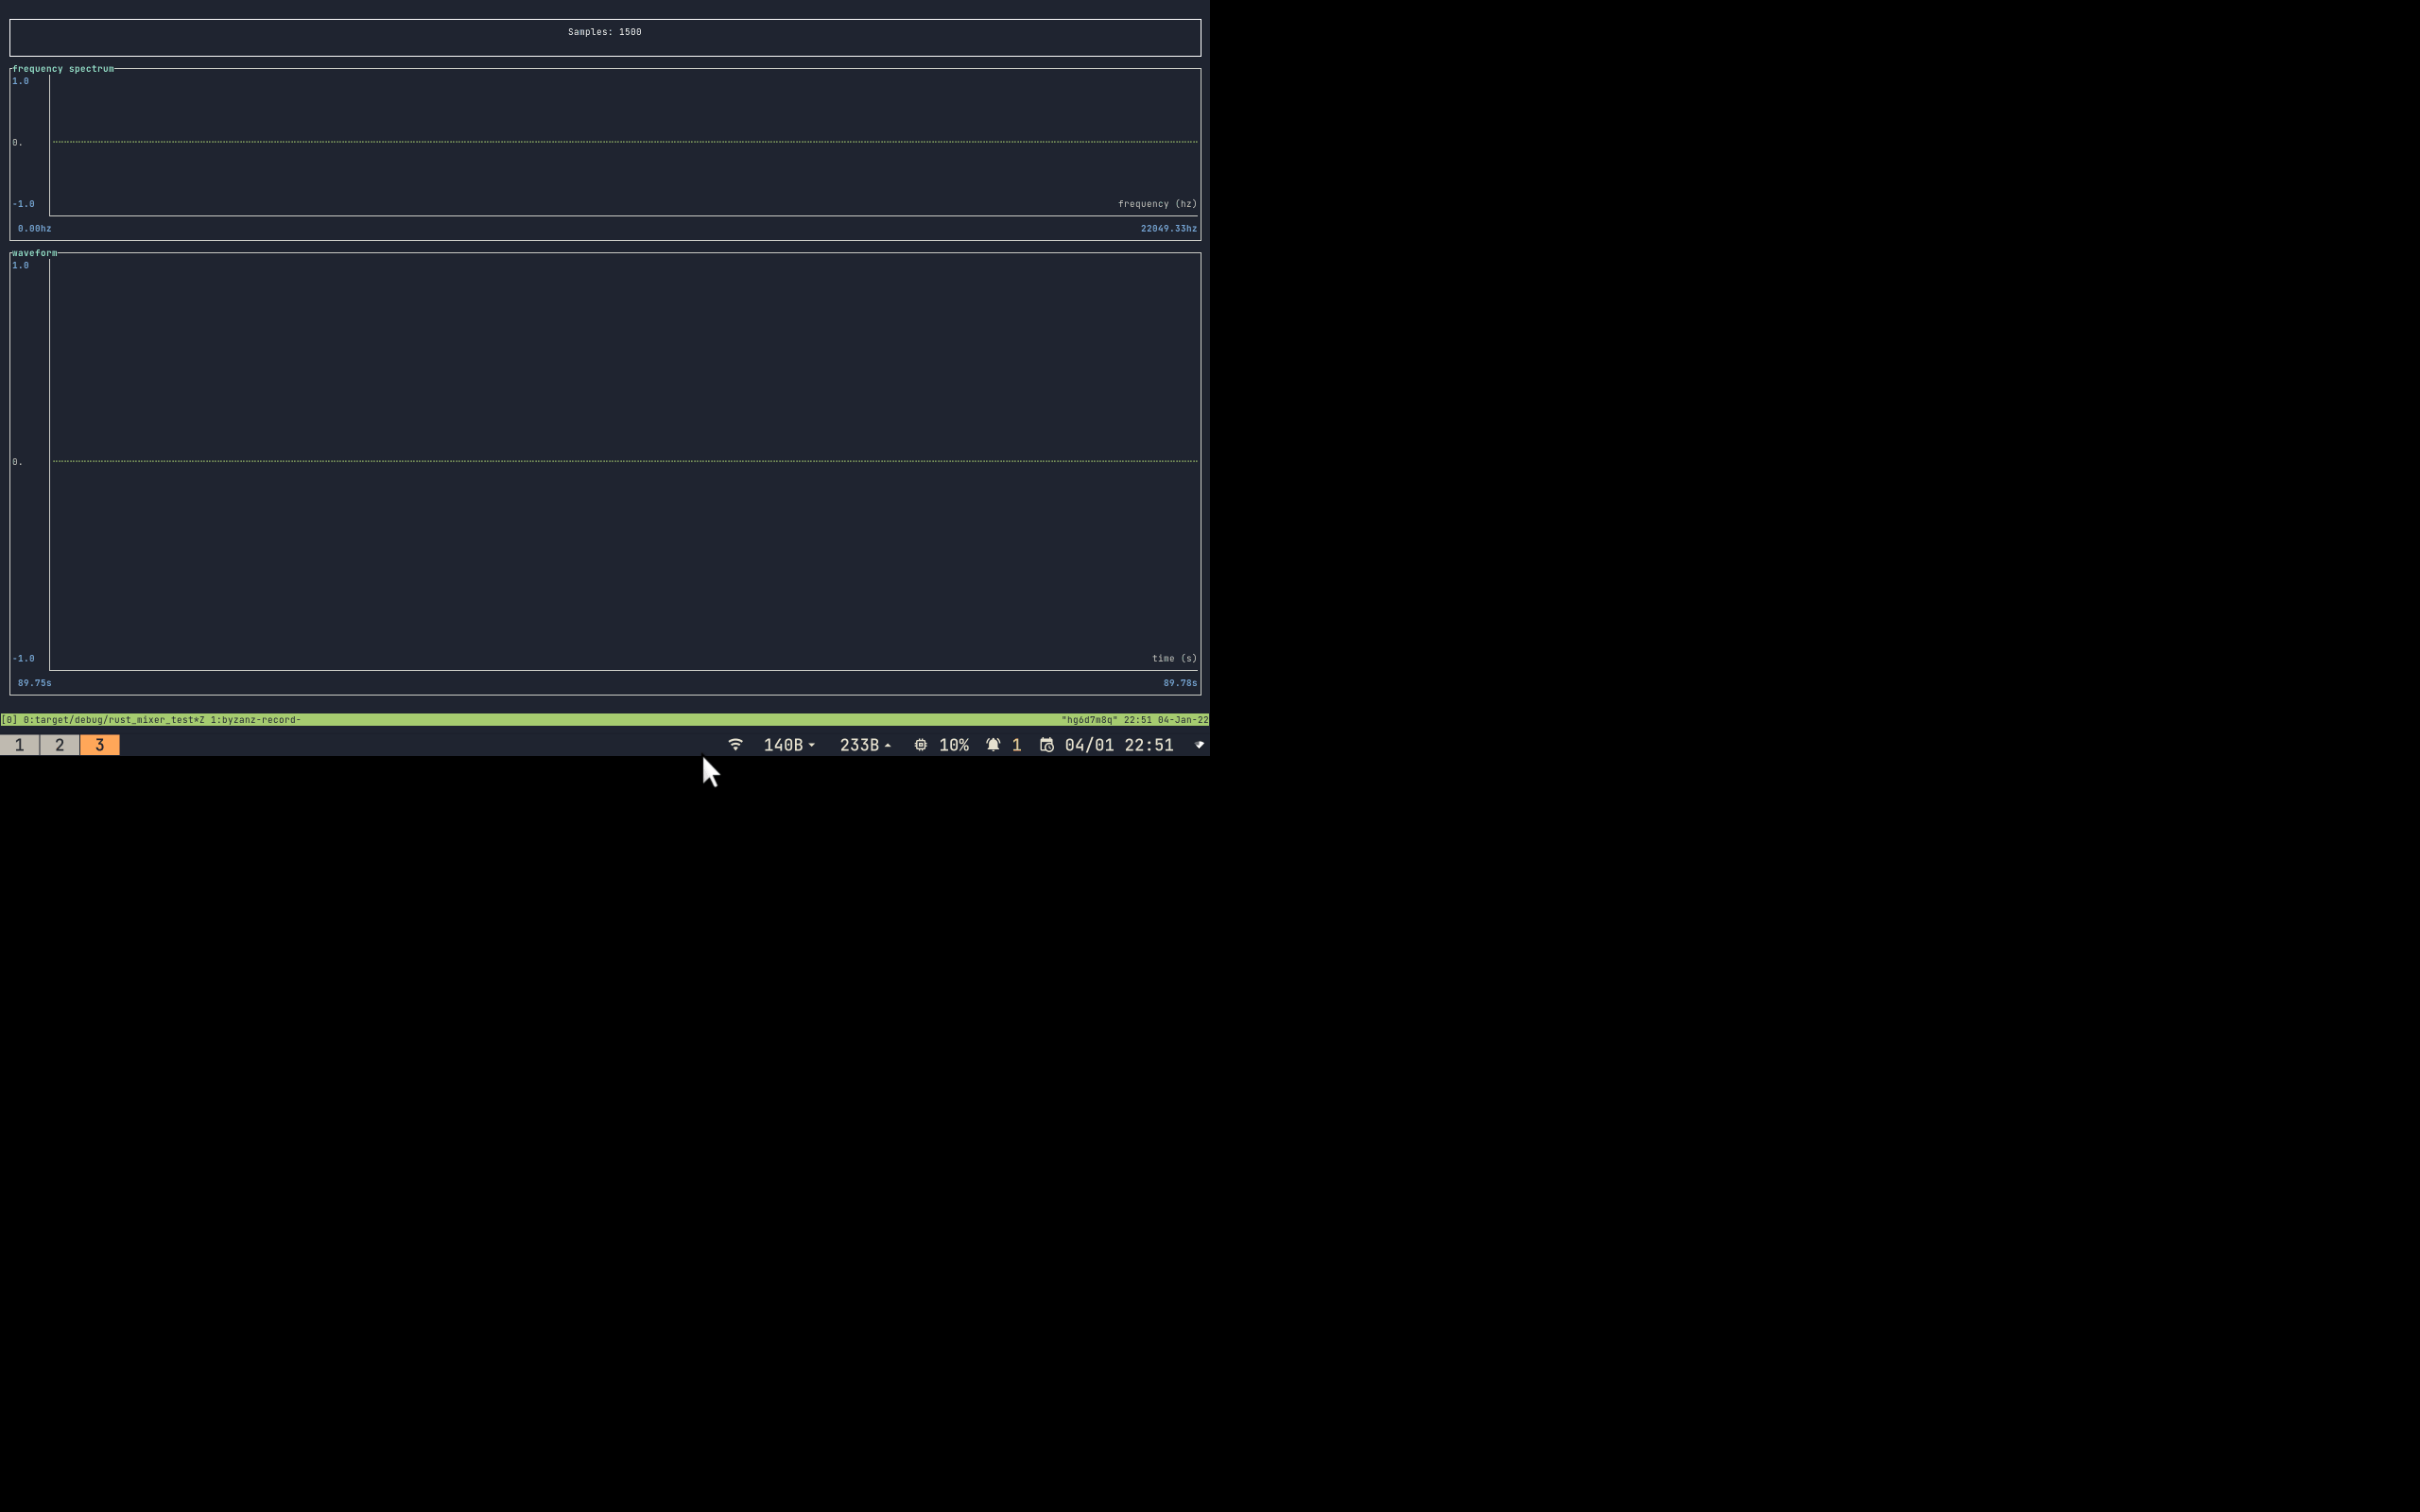 Samples: 1500
frequency spectrum
1.0
0.
-1.0
frequency (hz)
0.00hz 22049.33hz
waveform
1.0
0.
-1.0
time (s)
89.75s 89.78s
[0] 0:target/debug/rust_mixer_test*Z 1:byzanz-record- "hg6d7m8q" 22:51 04-Jan-22
1 2 3 140B 233B 10% 1 04/01 22:51